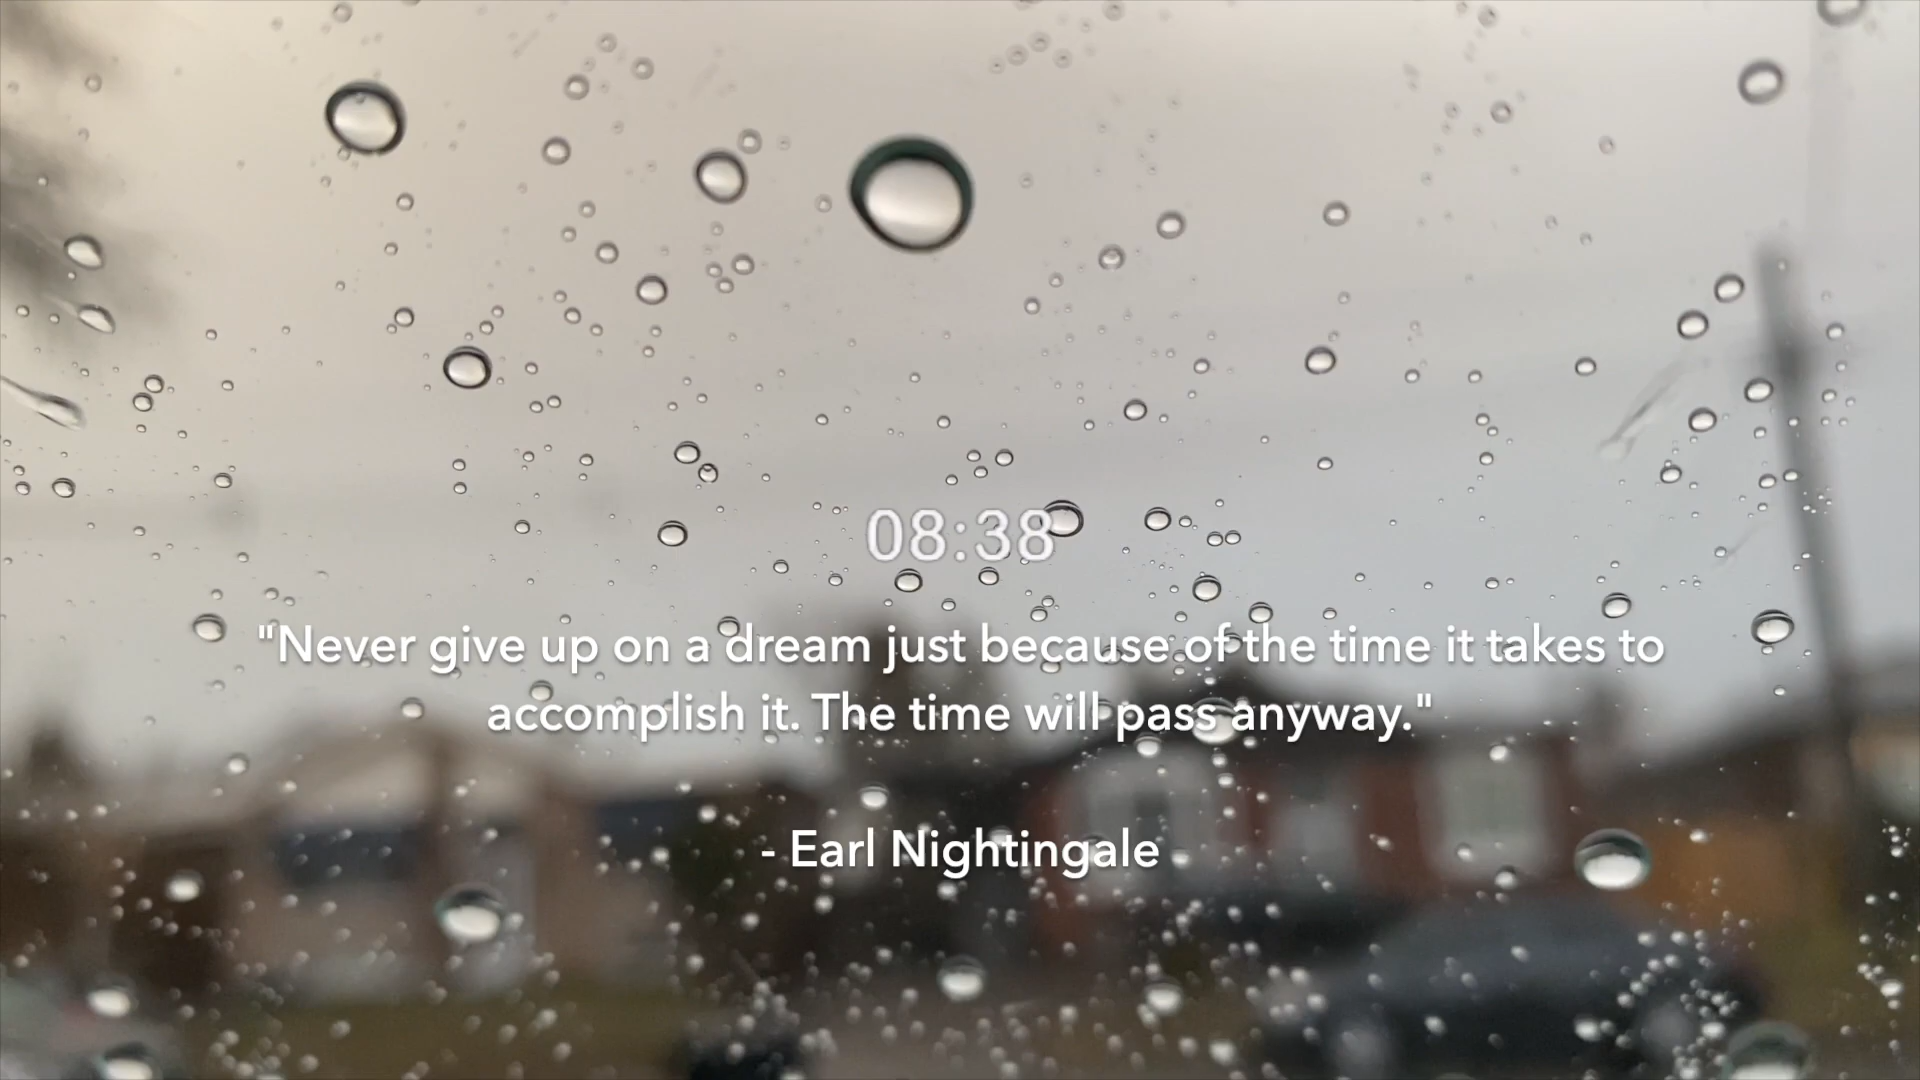 08:38
"Never give up on a dream just because of the time it takes to
accomplish it. The time will pass anyway."
- Earl Nightingale